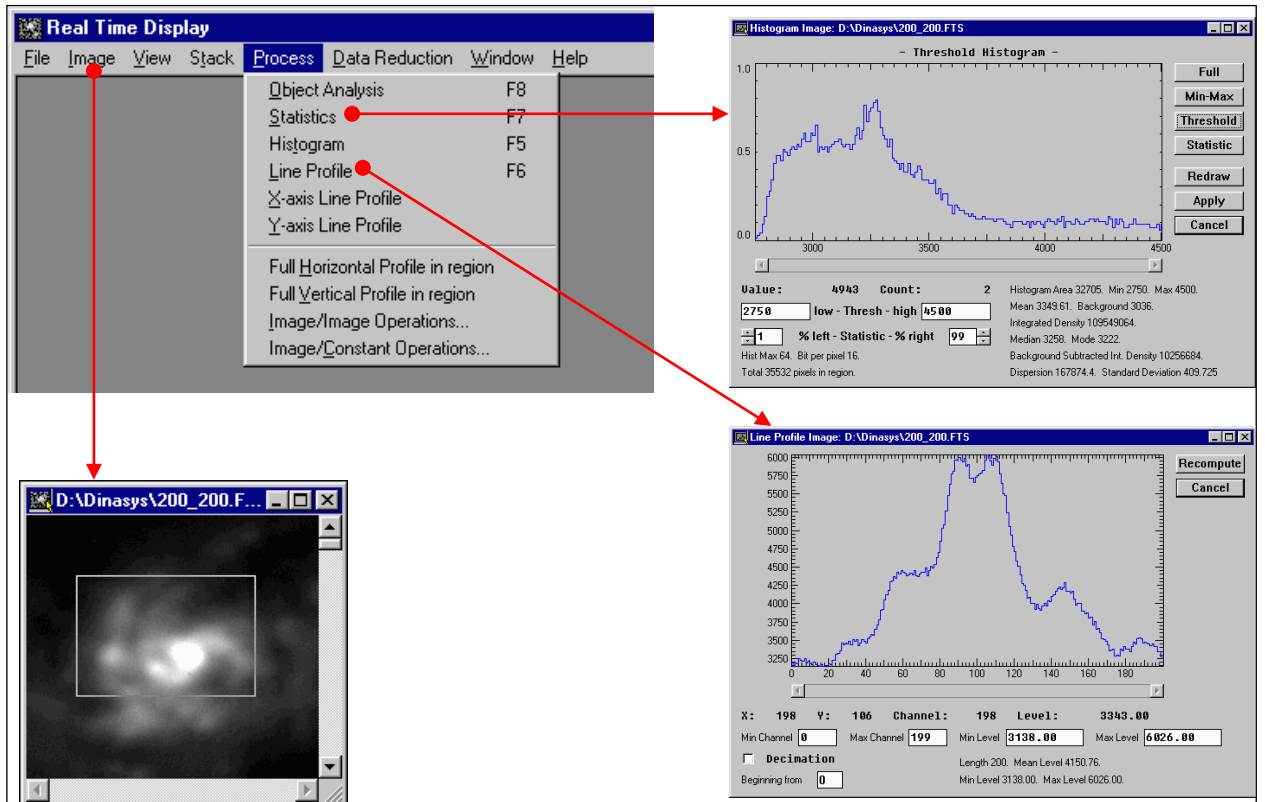 Real Time Display
File Image View Stack Process Data Reduction Window Help
Object Analysis F8
Statistics F7
Histogram F5
Line Profile F6
X-axis Line Profile
Y-axis Line Profile
Full Horizontal Profile in region
Full Vertical Profile in region
Image/Image Operations...
Image/Constant Operations...
Histogram Image: D:\Dinasys\200_200.FTS
- Threshold Histogram -
1.0
0.5
0.0
3000 3500 4000 4500
Full
Min-Max
Threshold
Statistic
Redraw
Apply
Cancel
Value: 4943 Count: 2
2750 low - Thresh - high 4500
1 % left - Statistic - % right 99
Hist Max 64. Bit per pixel 16.
Total 35532 pixels in region.
Histogram Area 32705. Min 2750. Max 4500.
Mean 3349.61. Background 3036.
Integrated Density 109549064.
Median 3258. Mode 3222.
Background Subtracted Int. Density 10256684.
Dispersion 167874.4. Standard Deviation 409.725
D:\Dinasys\200_200.F...
Line Profile Image: D:\Dinasys\200_200.FTS
6000
5750
5500
5250
5000
4750
4500
4250
4000
3750
3500
3250
0 20 40 60 80 100 120 140 160 180
Recompute
Cancel
X: 198 Y: 106 Channel: 198 Level: 3343.00
Min Channel 0 Max Channel 199 Min Level 3138.00 Max Level 6026.00
Decimation
Beginning from 0
Length 200. Mean Level 4150.76.
Min Level 3138.00. Max Level 6026.00.